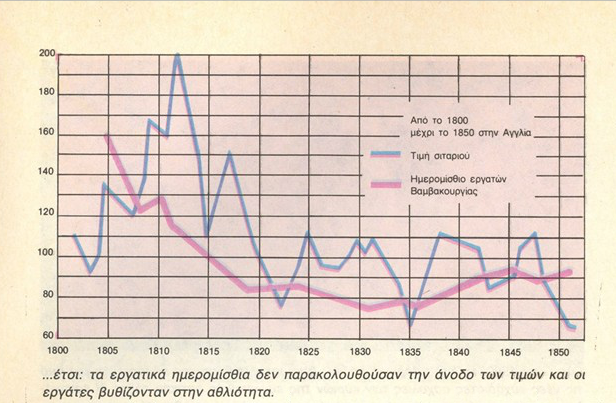 200
180
160
140
120
100
80
60
1800
1805
1810
1815
1820
1825
1830
1835
1840
1845
1850
Από το 1800
μέχρι το 1850 στην Αγγλία
Τιμή σιταριού
Ημερομίσθιο εργατών
Βαμβακουργίας
...έτσι: τα εργατικά ημερομίσθια δεν παρακολουθούσαν την άνοδο των τιμών και οι
εργάτες βυθίζονταν στην αθλιότητα.